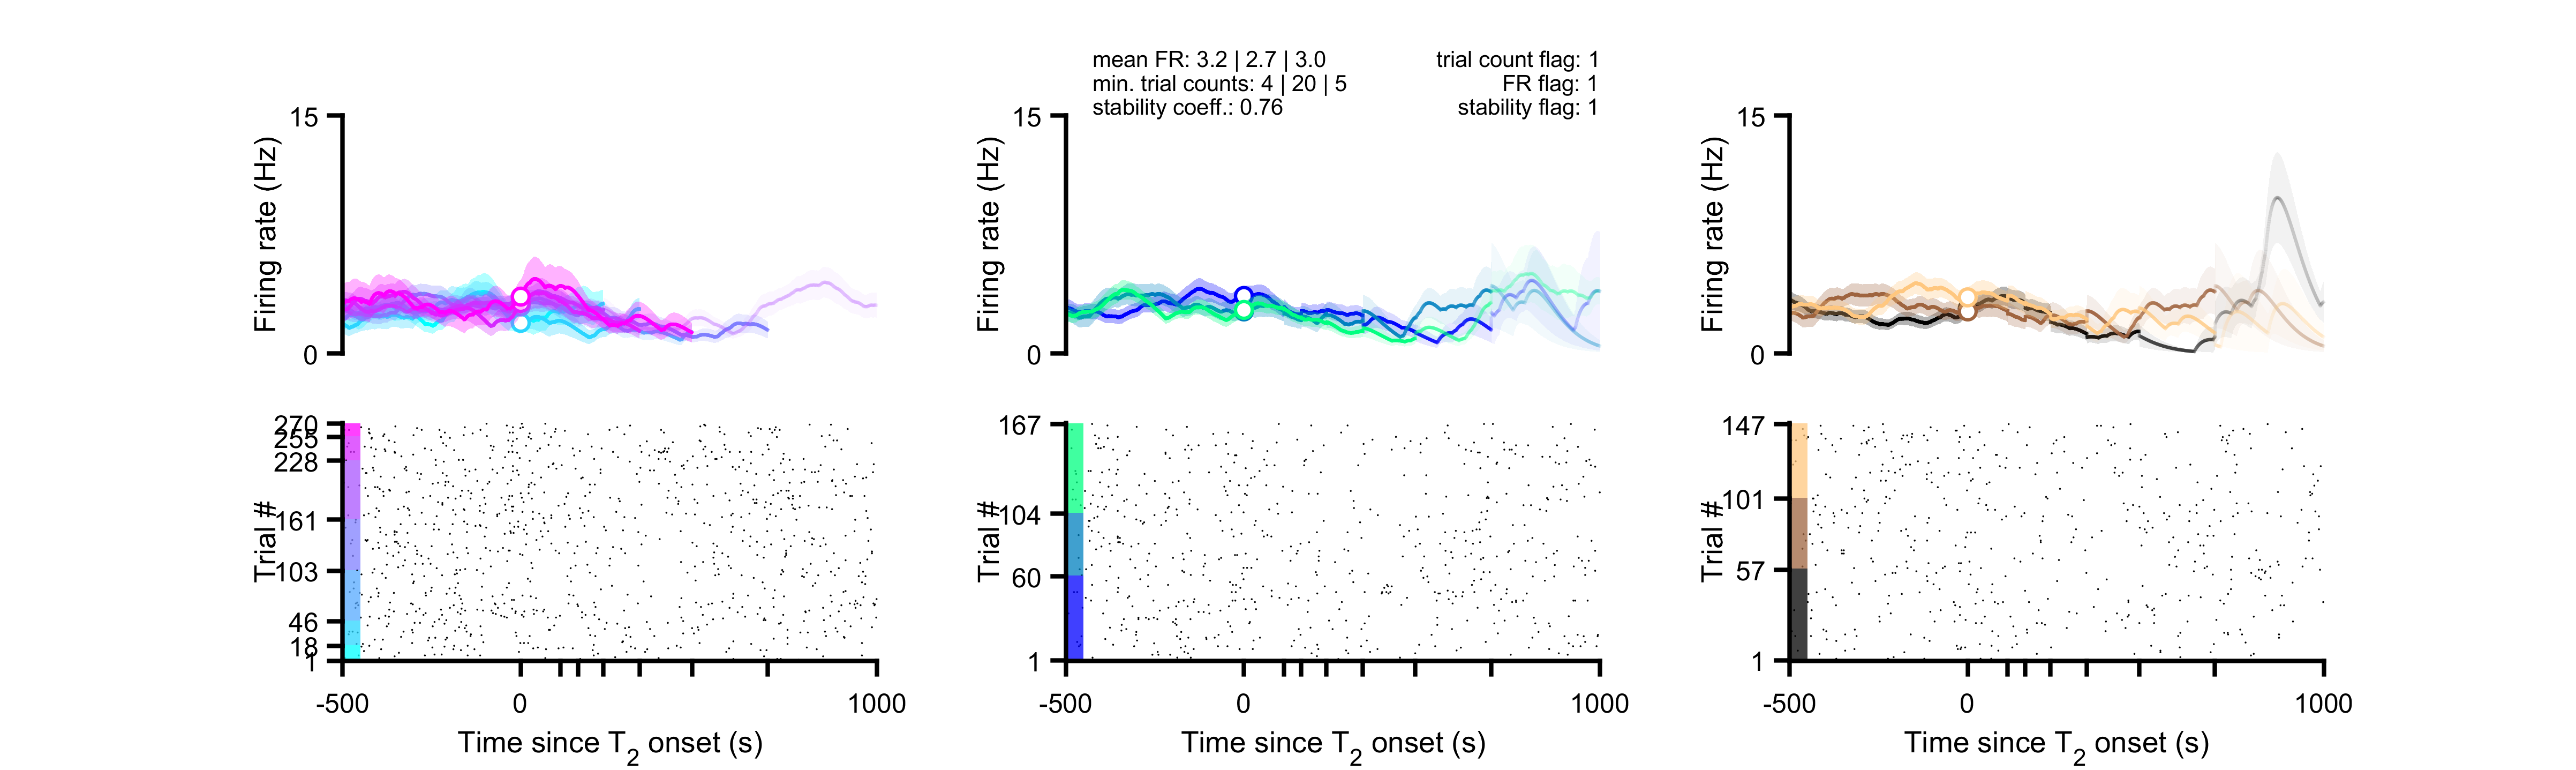 mean FR: 3.2 | 2.7 | 3.0
min. trial counts: 4 | 20 | 5
stability coeff.: 0.76
trial count flag: 1
FR flag: 1
stability flag: 1
Firing rate (Hz)
15
0
Firing rate (Hz)
15
0
Firing rate (Hz)
15
0
Trial #
270
255
228
161
103
46
18
1
-500
0
1000
Time since T2 onset (s)
Trial #
167
104
60
1
-500
0
1000
Time since T2 onset (s)
Trial #
147
101
57
1
-500
0
1000
Time since T2 onset (s)